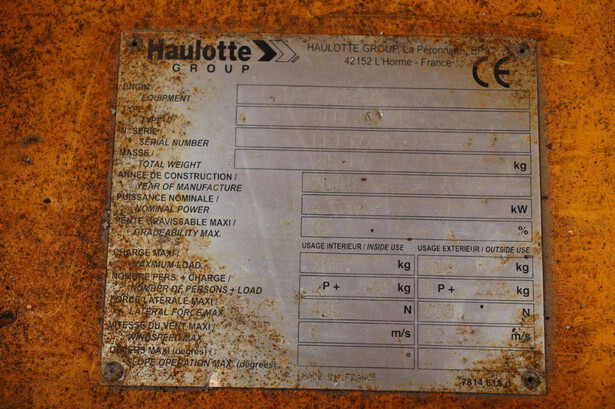 Haulotte
GROUP
HAULOTTE GROUP, La Péronnière, BP 9
42152 L'Horme - France
CE
ENGIN /
EQUIPMENT
TYPE /
TYPE
N° SERIE /
SERIAL NUMBER
MASSE /
TOTAL WEIGHT kg
ANNEE DE CONSTRUCTION /
YEAR OF MANUFACTURE
PUISSANCE NOMINALE /
NOMINAL POWER kW
PENTE GRAVISSABLE MAXI /
GRADEABILITY MAX. %
USAGE INTERIEUR / INSIDE USE USAGE EXTERIEUR / OUTSIDE USE
CHARGE MAXI /
MAXIMUM LOAD kg kg
NOMBRE PERS. + CHARGE /
NUMBER OF PERSONS + LOAD P + kg P + kg
FORCE LATERALE MAXI /
LATERAL FORCE MAX. N N
VITESSE DU VENT MAXI /
WINDSPEED MAX. m/s m/s
DEVERS MAXI (degrés) /
SLOPE OPERATION MAX. (degrees) °
MADE IN FRANCE